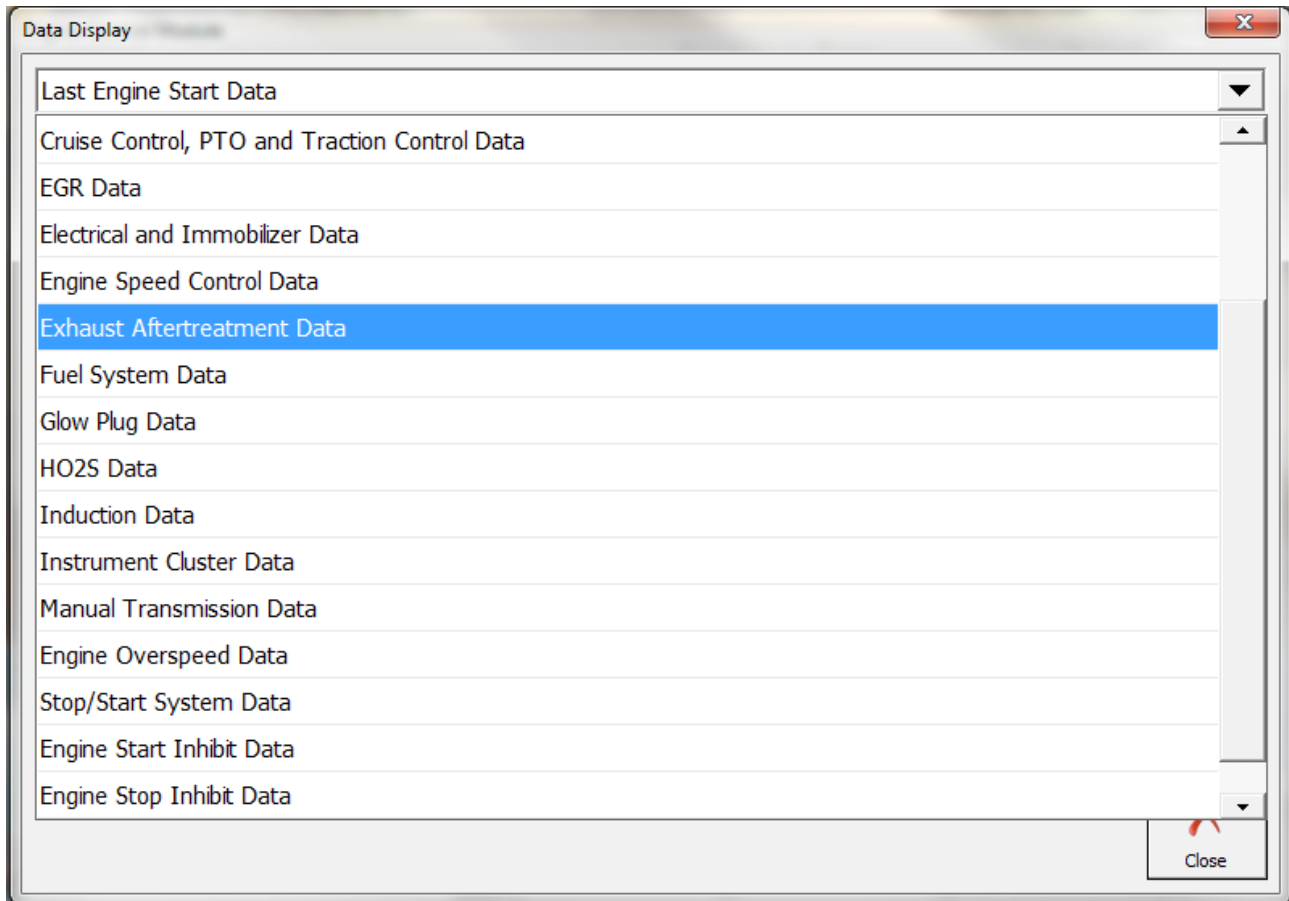 Data Display
Last Engine Start Data
Cruise Control, PTO and Traction Control Data
EGR Data
Electrical and Immobilizer Data
Engine Speed Control Data
Exhaust Aftertreatment Data
Fuel System Data
Glow Plug Data
HO2S Data
Induction Data
Instrument Cluster Data
Manual Transmission Data
Engine Overspeed Data
Stop/Start System Data
Engine Start Inhibit Data
Engine Stop Inhibit Data
Close